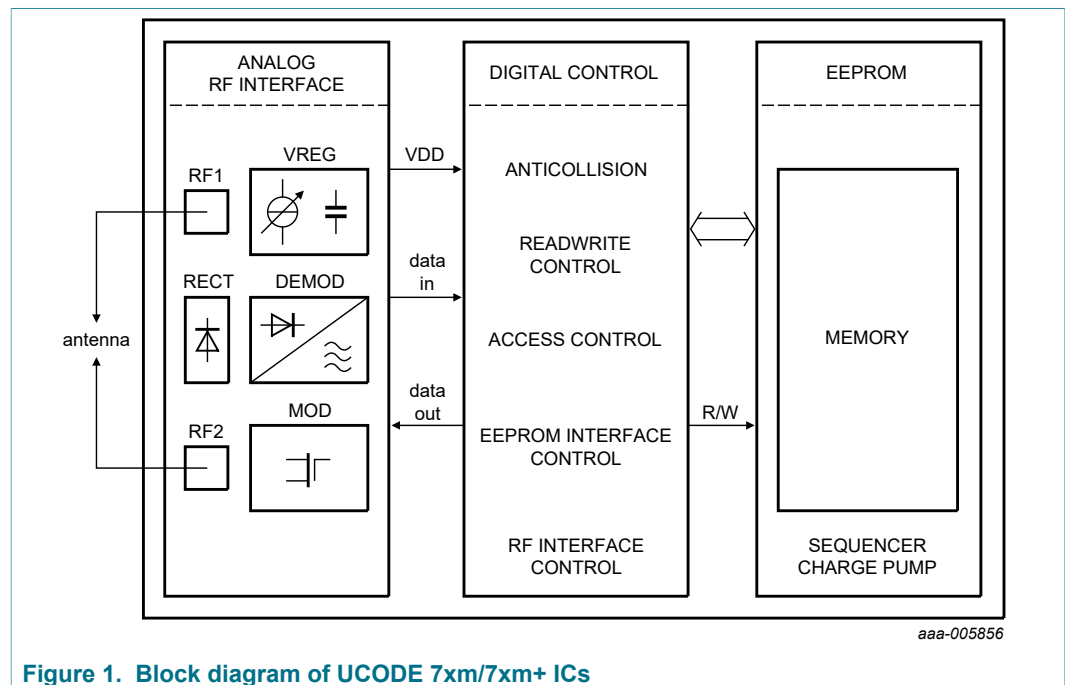 ANALOG
RF INTERFACE
DIGITAL CONTROL
EEPROM
VREG
RF1
VDD
ANTICOLLISION
READWRITE
CONTROL
data
in
RECT
DEMOD
antenna
ACCESS CONTROL
MEMORY
data
out
MOD
RF2
R/W
EEPROM INTERFACE
CONTROL
RF INTERFACE
CONTROL
SEQUENCER
CHARGE PUMP
aaa-005856
Figure 1. Block diagram of UCODE 7xm/7xm+ ICs